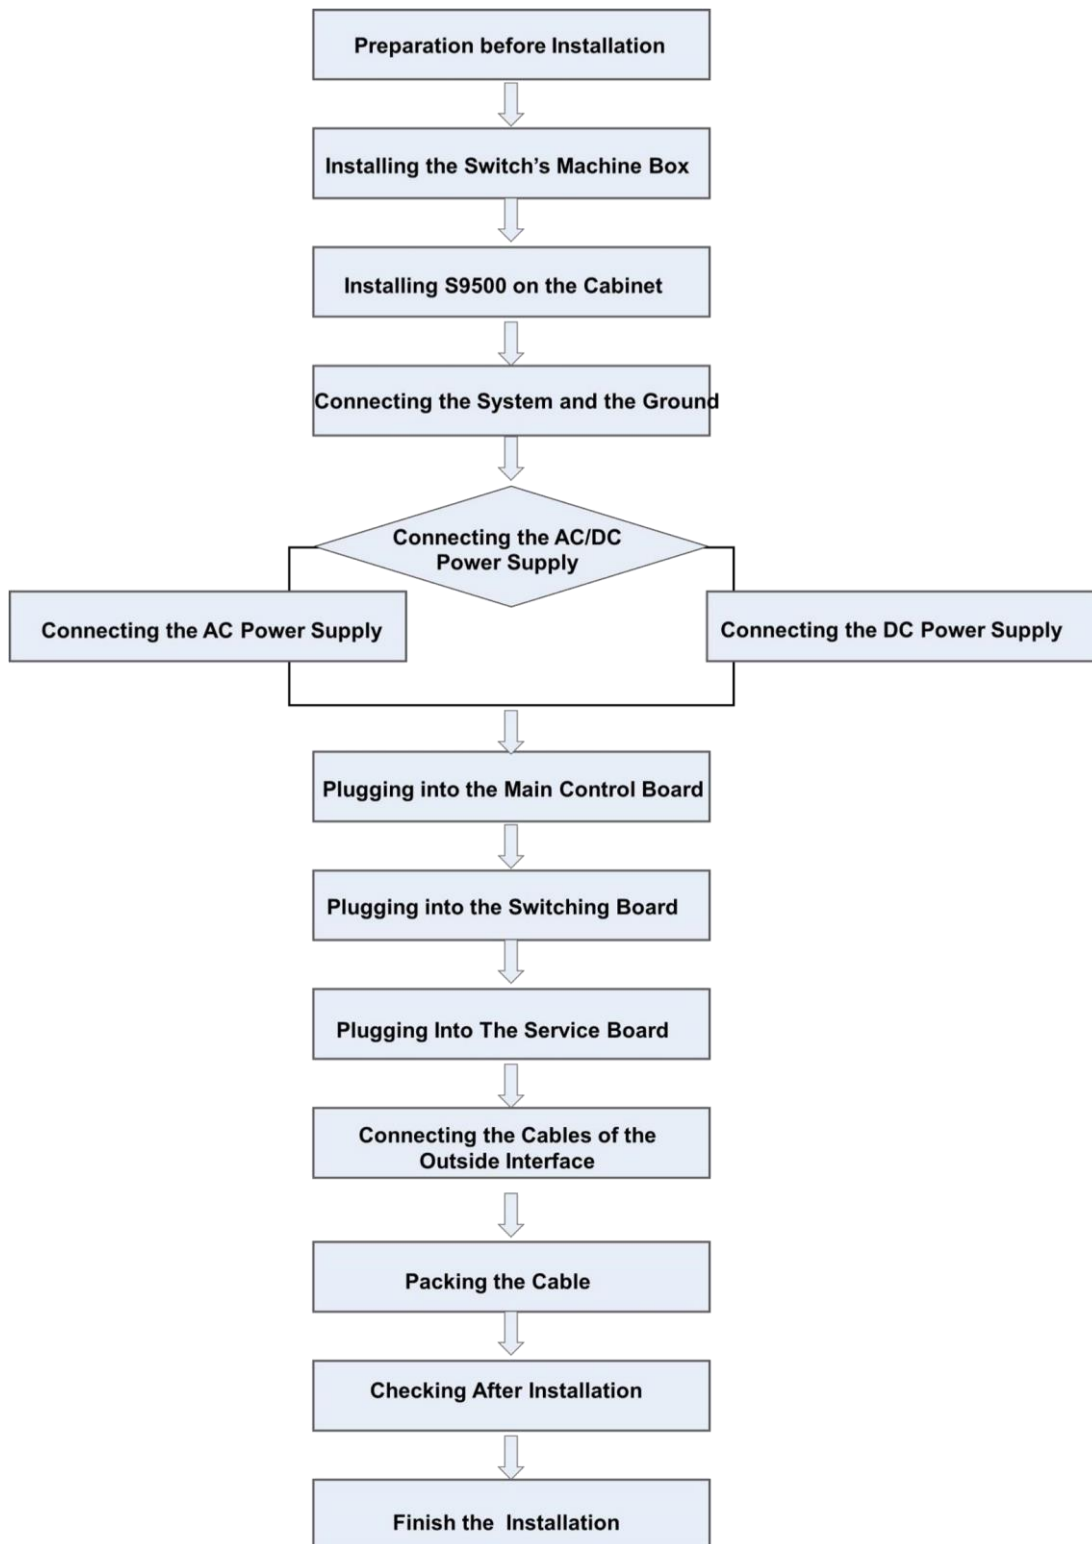 Preparation before Installation
Installing the Switch's Machine Box
Installing S9500 on the Cabinet
Connecting the System and the Ground
Connecting the AC/DC
Power Supply
Connecting the AC Power Supply
Connecting the DC Power Supply
Plugging into the Main Control Board
Plugging into the Switching Board
Plugging Into The Service Board
Connecting the Cables of the
Outside Interface
Packing the Cable
Checking After Installation
Finish the Installation